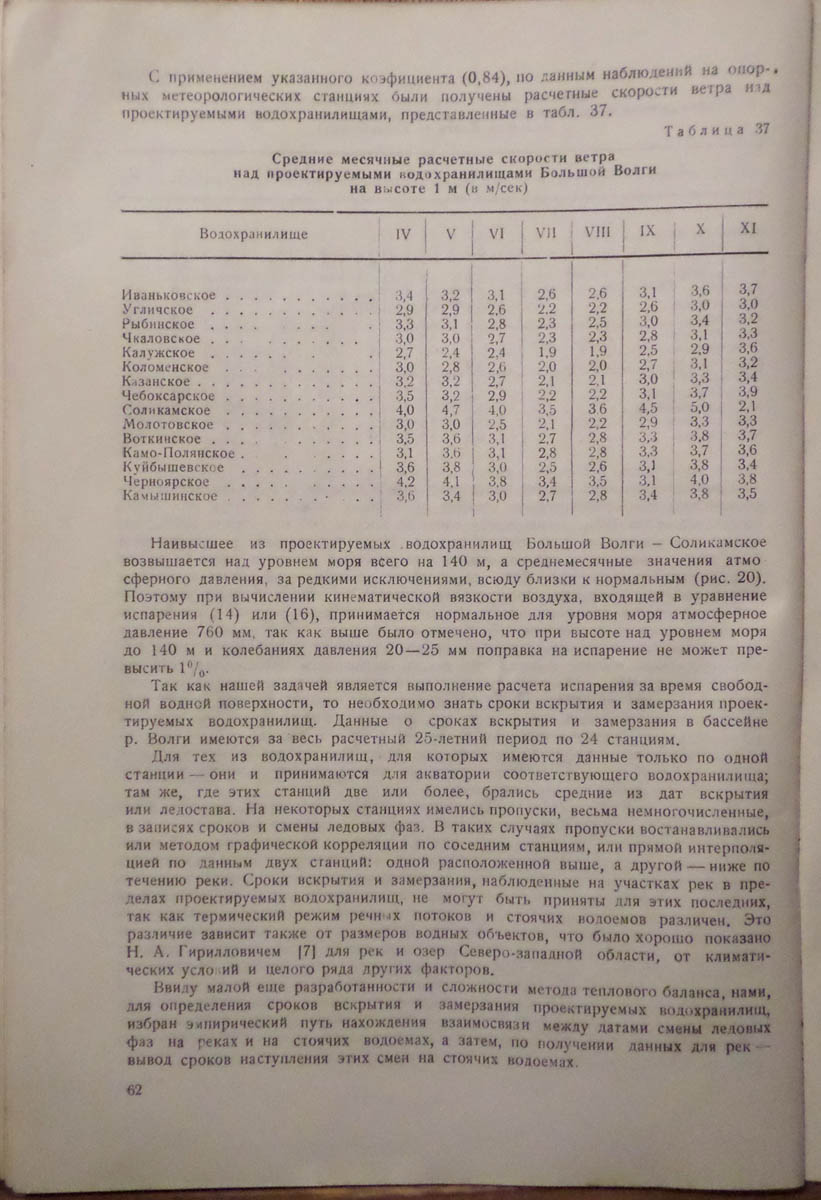 С применением указанного коэфициента (0,84), по данным наблюдений на опор-
ных метеорологических станциях были получены расчетные скорости ветра над
проектируемыми водохранилищами, представленные в табл. 37.
Таблица 37
Средние месячные расчетные скорости ветра
над проектируемыми водохранилищами Большой Волги
на высоте 1 м (в м/сек)
Водохранилище IV V VI VII VIII IX X XI
Иваньковское . . . . . . . . . . . 3,4 3,2 3,1 2,6 2,6 3,1 3,6 3,7
Угличское . . . . . . . . . . . . 2,9 2,9 2,6 2,2 2,2 2,6 3,0 3,0
Рыбинское . . . . . . . . . . . 3,3 3,1 2,8 2,3 2,5 3,0 3,4 3,2
Чкаловское . . . . . . . . . . . 3,0 3,0 2,7 2,3 2,3 2,8 3,1 3,3
Калужское . . . . . . . . . . . 2,7 2,4 2,4 1,9 1,9 2,5 2,9 3,6
Коломенское . . . . . . . . . . 3,0 2,8 2,6 2,0 2,0 2,7 3,1 3,2
Казанское . . . . . . . . . . . . 3,2 3,2 2,7 2,1 2,1 3,0 3,3 3,4
Чебоксарское . . . . . . . . . . 3,5 3,2 2,9 2,2 2,2 3,1 3,7 3,9
Соликамское . . . . . . . . . . . 4,0 4,7 4,0 3,5 3 6 4,5 5,0 2,1
Молотовское . . . . . . . . . . . 3,0 3,0 2,5 2,1 2,2 2,9 3,3 3,3
Воткинское . . . . . . . . . . . 3,5 3,6 3,1 2,7 2,8 3,3 3,8 3,7
Камо-Полянское . . . . . . . . 3,1 3,6 3,1 2,8 2,8 3,3 3,7 3,6
Куйбышевское . . . . . . . . . . 3,6 3,8 3,0 2,5 2,6 3,1 3,8 3,4
Черноярское . . . . . . . . . . . 4,2 4,1 3,8 3,4 3,5 3,1 4,0 3,8
Камышинское . . . . . . . . . . 3,6 3,4 3,0 2,7 2,8 3,4 3,8 3,5
Наивысшее из проектируемых водохранилищ Большой Волги — Соликамское
возвышается над уровнем моря всего на 140 м, а среднемесячные значения атмо
сферного давления, за редкими исключениями, всюду близки к нормальным (рис. 20).
Поэтому при вычислении кинематической вязкости воздуха, входящей в уравнение
испарения (14) или (16), принимается нормальное для уровня моря атмосферное
давление 760 мм, так как выше было отмечено, что при высоте над уровнем моря
до 140 м и колебаниях давления 20—25 мм поправка на испарение не может пре-
высить 1%.
Так как нашей задачей является выполнение расчета испарения за время свобод-
ной водной поверхности, то необходимо знать сроки вскрытия и замерзания проек-
тируемых водохранилищ. Данные о сроках вскрытия и замерзания в бассейне
р. Волги имеются за весь расчетный 25-летний период по 24 станциям.
Для тех из водохранилищ, для которых имеются данные только по одной
станции — они и принимаются для акватории соответствующего водохранилища;
там же, где этих станций две или более, брались средние из дат вскрытия
или ледостава. На некоторых станциях имелись пропуски, весьма немногочисленные,
в записях сроков и смены ледовых фаз. В таких случаях пропуски востанавливались
или методом графической корреляции по соседним станциям, или прямой интерполя-
цией по данным двух станций: одной расположенной выше, а другой — ниже по
течению реки. Сроки вскрытия и замерзания, наблюденные на участках рек в пре-
делах проектируемых водохранилищ, не могут быть приняты для этих последних,
так как термический режим речных потоков и стоячих водоемов различен. Это
различие зависит также от размеров водных объектов, что было хорошо показано
Н. А. Гирилловичем [7] для рек и озер Северо-западной области, от климати-
ческих условий и целого ряда других факторов.
Ввиду малой еще разработанности и сложности метода теплового баланса, нами,
для определения сроков вскрытия и замерзания проектируемых водохранилищ,
избран эмпирический путь нахождения взаимосвязи между датами смены ледовых
фаз на реках и на стоячих водоемах, а затем, по получении данных для рек —
вывод сроков наступления этих смен на стоячих водоемах.
62